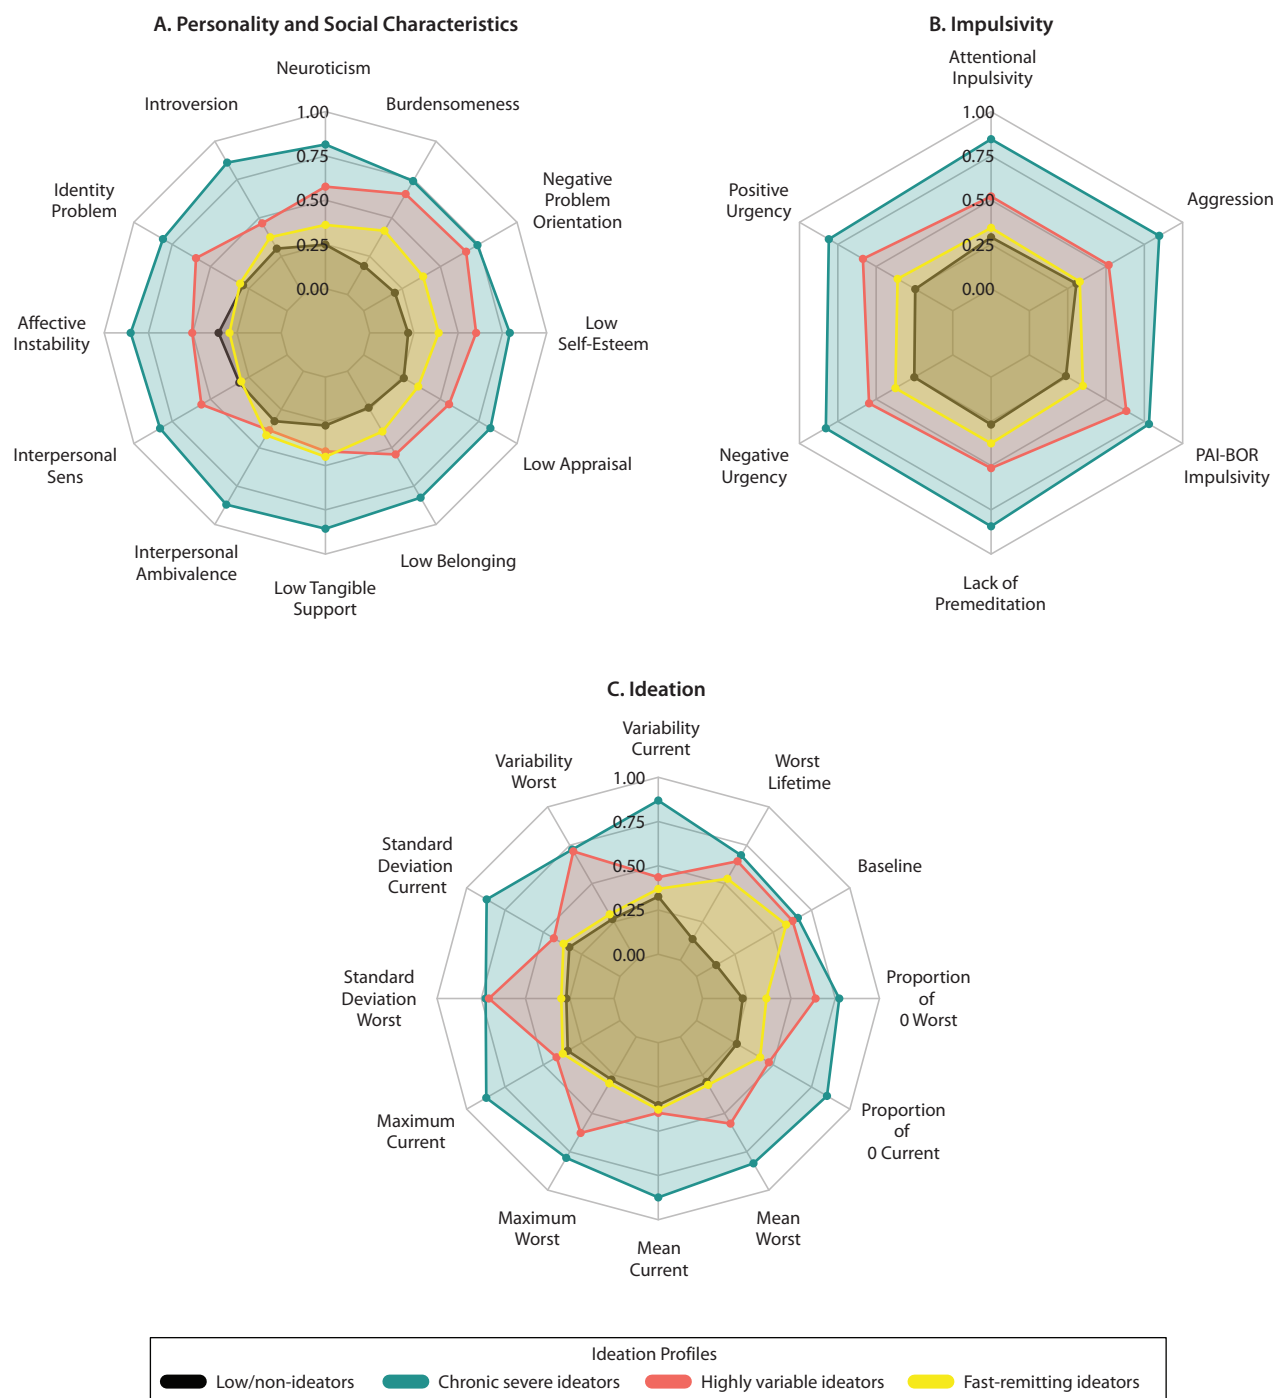 A. Personality and Social Characteristics
Neuroticism
Burdensomeness
Negative
Problem
Orientation
Low
Self-Esteem
Low Appraisal
Low Belonging
Low Tangible
Support
Interpersonal
Ambivalence
Interpersonal
Sens
Affective
Instability
Identity
Problem
Introversion
1.00
0.75
0.50
0.25
0.00
B. Impulsivity
Attentional
Inpulsivity
Aggression
PAI-BOR
Impulsivity
Lack of
Premeditation
Negative
Urgency
Positive
Urgency
1.00
0.75
0.50
0.25
0.00
C. Ideation
Variability
Current
Worst
Lifetime
Baseline
Proportion
of
0 Worst
Proportion
of
0 Current
Mean
Worst
Mean
Current
Maximum
Worst
Maximum
Current
Standard
Deviation
Worst
Standard
Deviation
Current
Variability
Worst
1.00
0.75
0.50
0.25
0.00
Ideation Profiles
Low/non-ideators
Chronic severe ideators
Highly variable ideators
Fast-remitting ideators